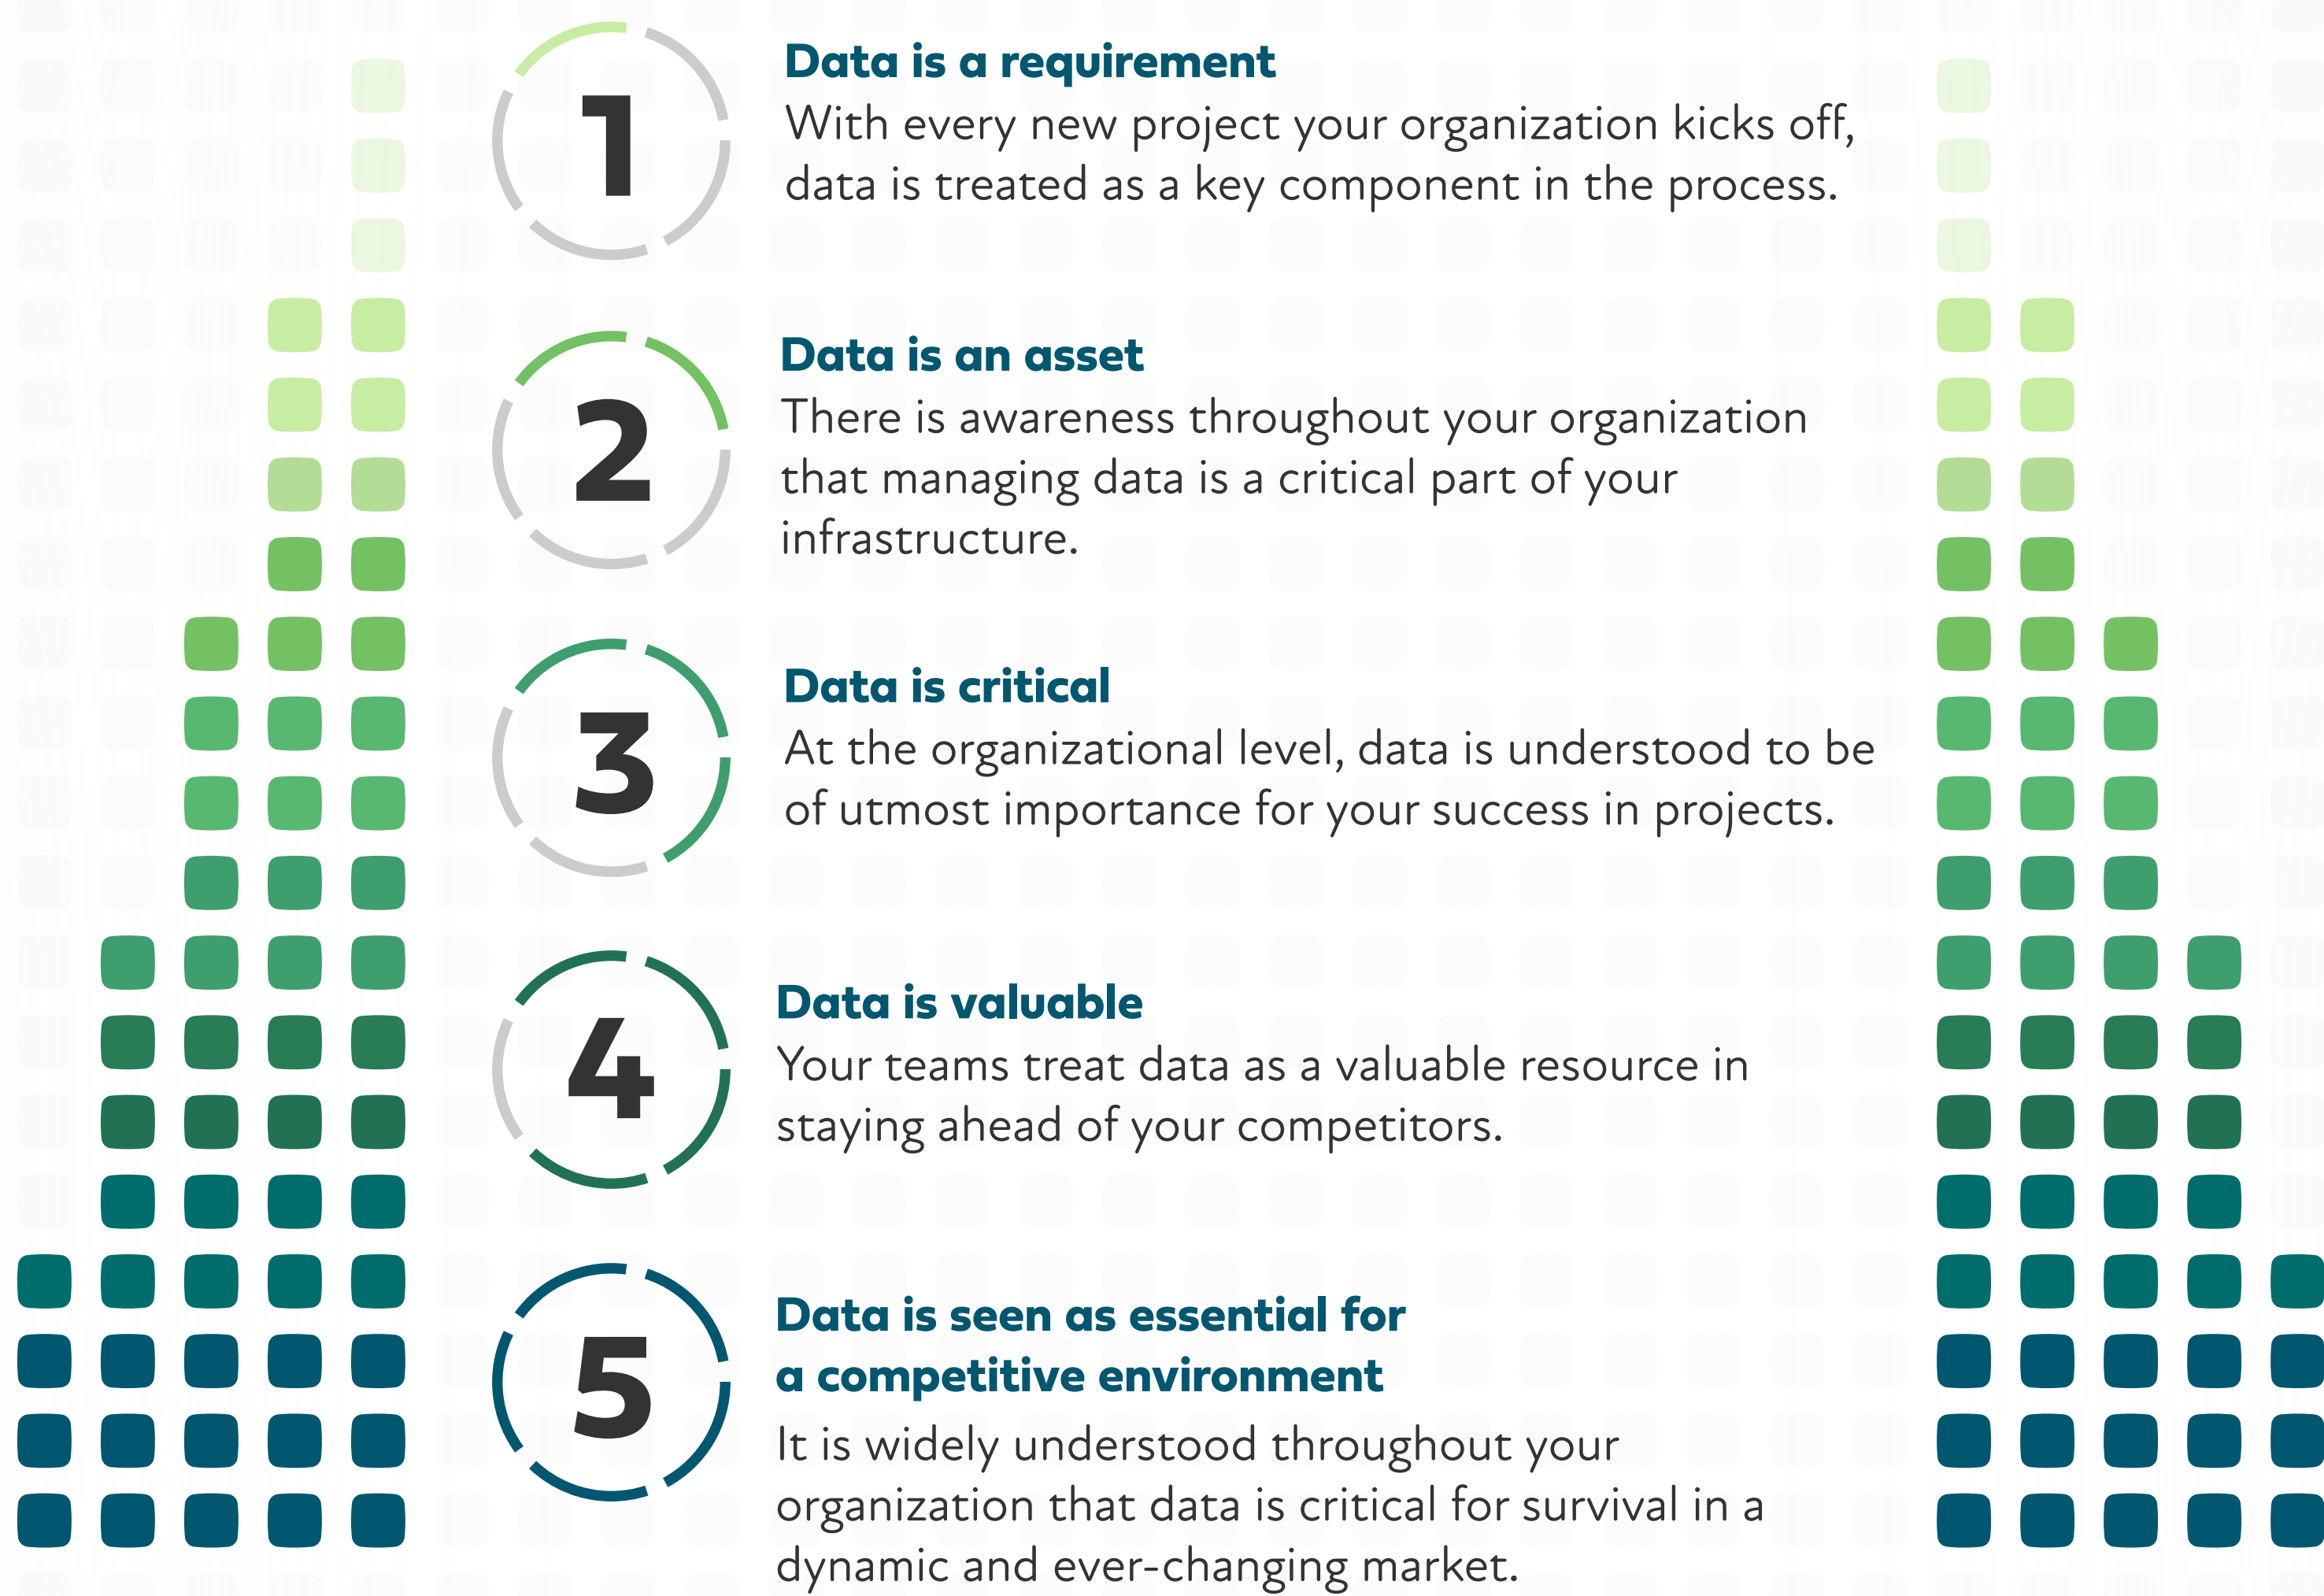 1
Data is a requirement
With every new project your organization kicks off,
data is treated as a key component in the process.
2
Data is an asset
There is awareness throughout your organization
that managing data is a critical part of your
infrastructure.
3
Data is critical
At the organizational level, data is understood to be
of utmost importance for your success in projects.
4
Data is valuable
Your teams treat data as a valuable resource in
staying ahead of your competitors.
5
Data is seen as essential for
a competitive environment
It is widely understood throughout your
organization that data is critical for survival in a
dynamic and ever-changing market.